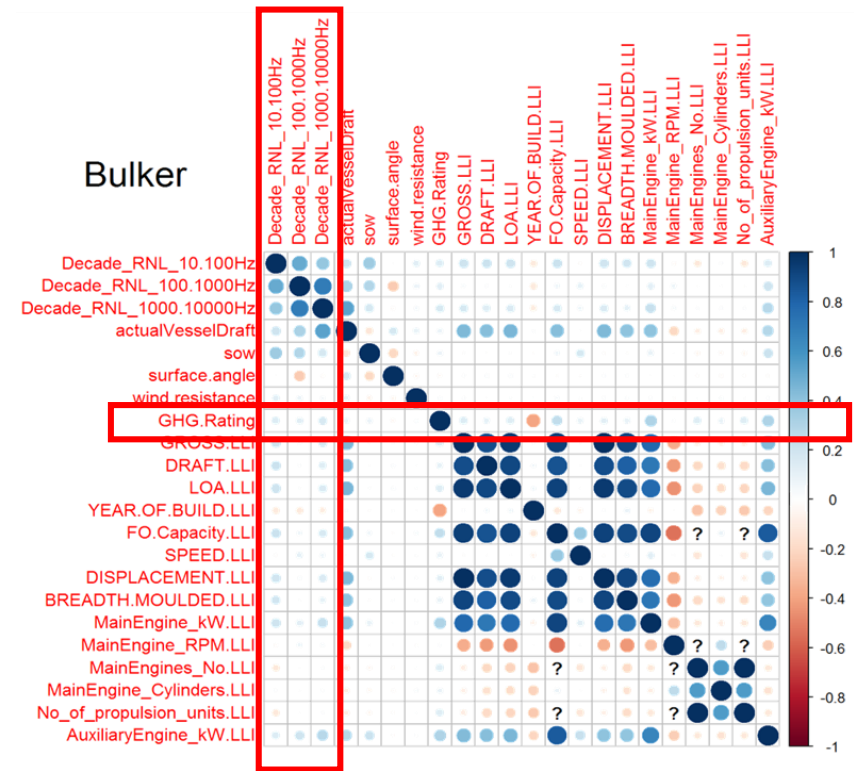 Bulker
Decade_RNL_10.100Hz
Decade_RNL_100.1000Hz
Decade_RNL_1000.10000Hz
actualVesselDraft
sow
surface.angle
wind.resistance
GHG.Rating
GROSS.LLI
DRAFT.LLI
LOA.LLI
YEAR.OF.BUILD.LLI
FO.Capacity.LLI
SPEED.LLI
DISPLACEMENT.LLI
BREADTH.MOULDED.LLI
MainEngine_kW.LLI
MainEngine_RPM.LLI
MainEngines_No.LLI
MainEngine_Cylinders.LLI
No_of_propulsion_units.LLI
AuxiliaryEngine_kW.LLI
Decade_RNL_10.100Hz
Decade_RNL_100.1000Hz
Decade_RNL_1000.10000Hz
actualVesselDraft
sow
surface.angle
wind.resistance
GHG.Rating
GROSS.LLI
DRAFT.LLI
LOA.LLI
YEAR.OF.BUILD.LLI
FO.Capacity.LLI ? ?
SPEED.LLI
DISPLACEMENT.LLI
BREADTH.MOULDED.LLI
MainEngine_kW.LLI
MainEngine_RPM.LLI ? ?
MainEngines_No.LLI ? ?
MainEngine_Cylinders.LLI
No_of_propulsion_units.LLI ? ?
AuxiliaryEngine_kW.LLI
1
0.8
0.6
0.4
0.2
0
-0.2
-0.4
-0.6
-0.8
-1